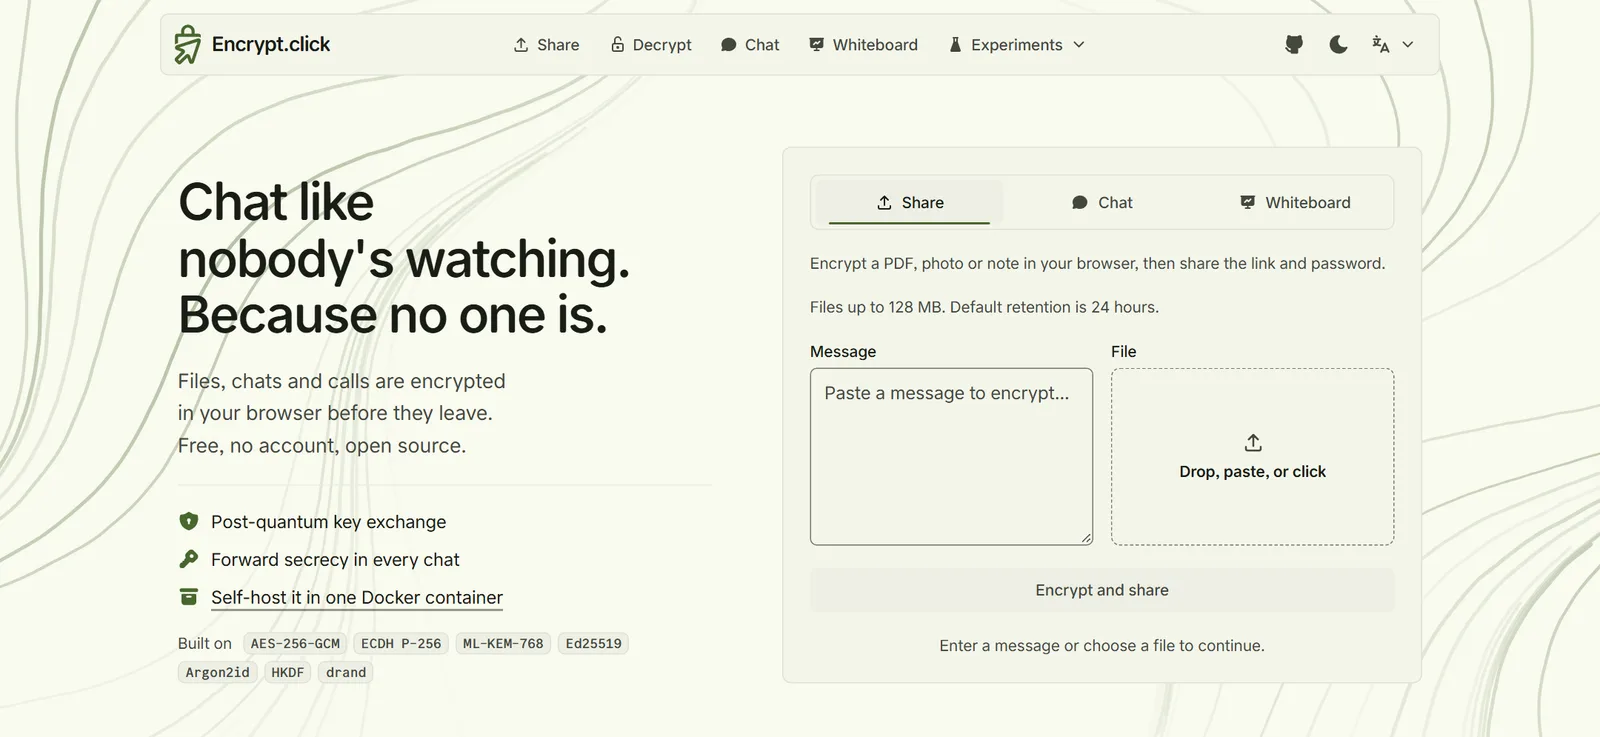 Encrypt.click
Share
Decrypt
Chat
Whiteboard
Experiments
Chat like
nobody's watching.
Because no one is.
Files, chats and calls are encrypted
in your browser before they leave.
Free, no account, open source.
Post-quantum key exchange
Forward secrecy in every chat
Self-host it in one Docker container
Built on AES-256-GCM ECDH P-256 ML-KEM-768 Ed25519
Argon2id HKDF drand
Share
Chat
Whiteboard
Encrypt a PDF, photo or note in your browser, then share the link and password.
Files up to 128 MB. Default retention is 24 hours.
Message
File
Paste a message to encrypt...
Drop, paste, or click
Encrypt and share
Enter a message or choose a file to continue.